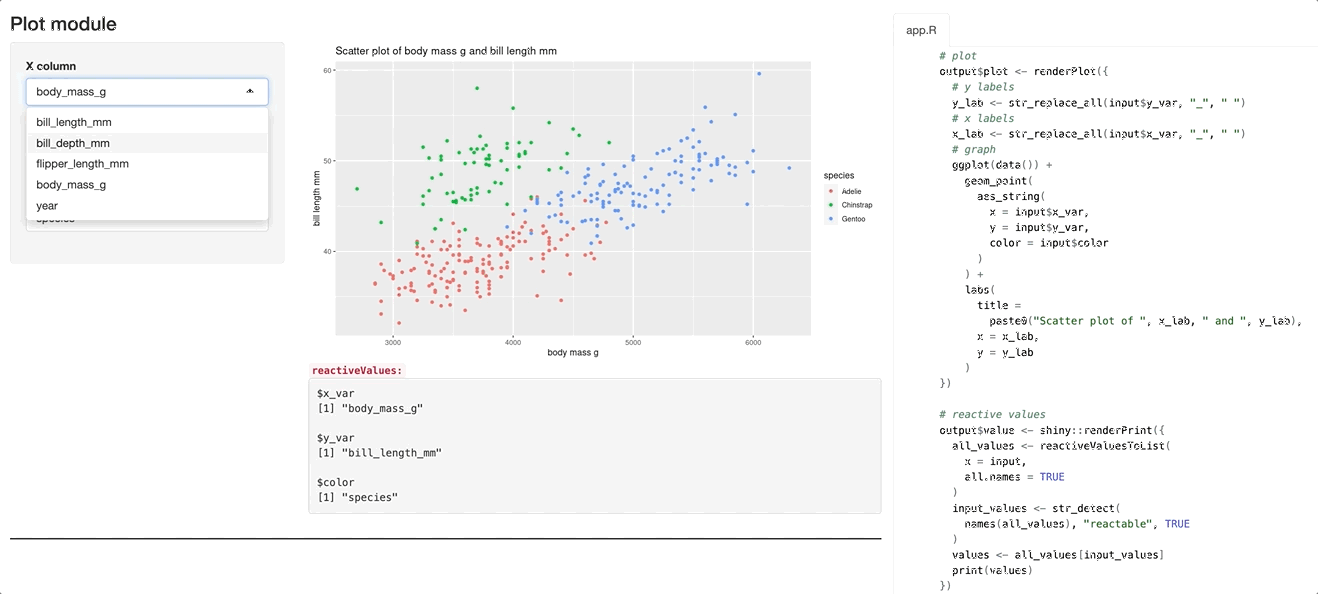 Plot module
X column
body_mass_g
bill_length_mm
bill_depth_mm
flipper_length_mm
body_mass_g
year
species
Scatter plot of body mass g and bill length mm
60
50
40
bill length mm
3000 4000 5000 6000
body mass g
species
Adelie
Chinstrap
Gentoo
reactiveValues:
$x_var
[1] "body_mass_g"
$y_var
[1] "bill_length_mm"
$color
[1] "species"
app.R
# plot
output$plot <- renderPlot({
  # y labels
  y_lab <- str_replace_all(input$y_var, "_", " ")
  # x labels
  x_lab <- str_replace_all(input$x_var, "_", " ")
  # graph
  ggplot(data()) +
    geom_point(
      aes_string(
        x = input$x_var,
        y = input$y_var,
        color = input$color
      )
    ) +
    labs(
      title =
        paste0("Scatter plot of ", x_lab, " and ", y_lab),
      x = x_lab,
      y = y_lab
    )
})
# reactive values
output$value <- shiny::renderPrint({
  all_values <- reactiveValuesToList(
    x = input,
    all.names = TRUE
  )
  input_values <- str_detect(
    names(all_values), "reactable", TRUE
  )
  values <- all_values[input_values]
  print(values)
})